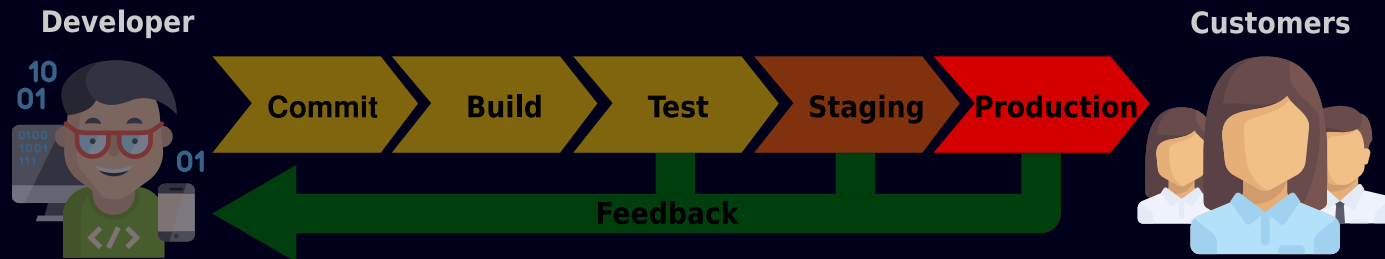 Developer
Customers
10
01
0100
1001
111
01
</>
Commit
Build
Test
Staging
Production
Feedback